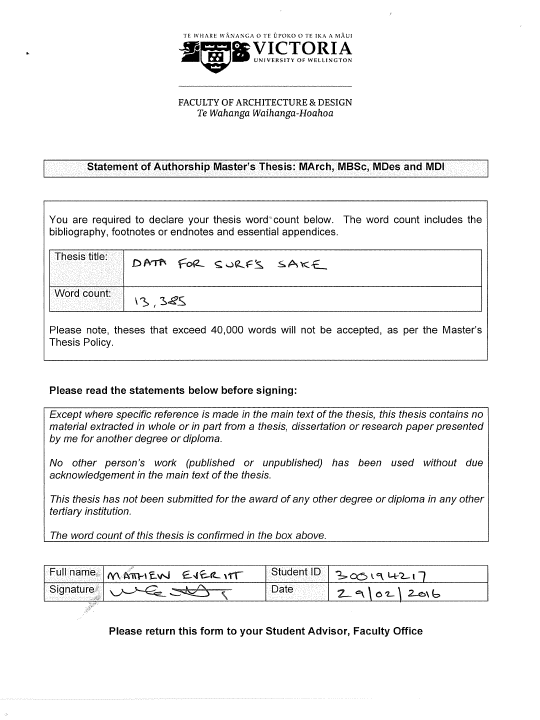 TE WHARE WĀNANGA O TE ŪPOKO O TE IKA A MĀUI
VICTORIA
UNIVERSITY OF WELLINGTON
FACULTY OF ARCHITECTURE & DESIGN
Te Wahanga Waihanga-Hoahoa
Statement of Authorship Master's Thesis: MArch, MBSc, MDes and MDI
You are required to declare your thesis word count below. The word count includes the
bibliography, footnotes or endnotes and essential appendices.
Thesis title: DATA FOR SURF'S SAKE
Word count: 13,385
Please note, theses that exceed 40,000 words will not be accepted, as per the Master's
Thesis Policy.
Please read the statements below before signing:
Except where specific reference is made in the main text of the thesis, this thesis contains no
material extracted in whole or in part from a thesis, dissertation or research paper presented
by me for another degree or diploma.
No other person's work (published or unpublished) has been used without due
acknowledgement in the main text of the thesis.
This thesis has not been submitted for the award of any other degree or diploma in any other
tertiary institution.
The word count of this thesis is confirmed in the box above.
Full name MATHEW EVERITT Student ID 300194217
Signature Date 29/02/2016
Please return this form to your Student Advisor, Faculty Office